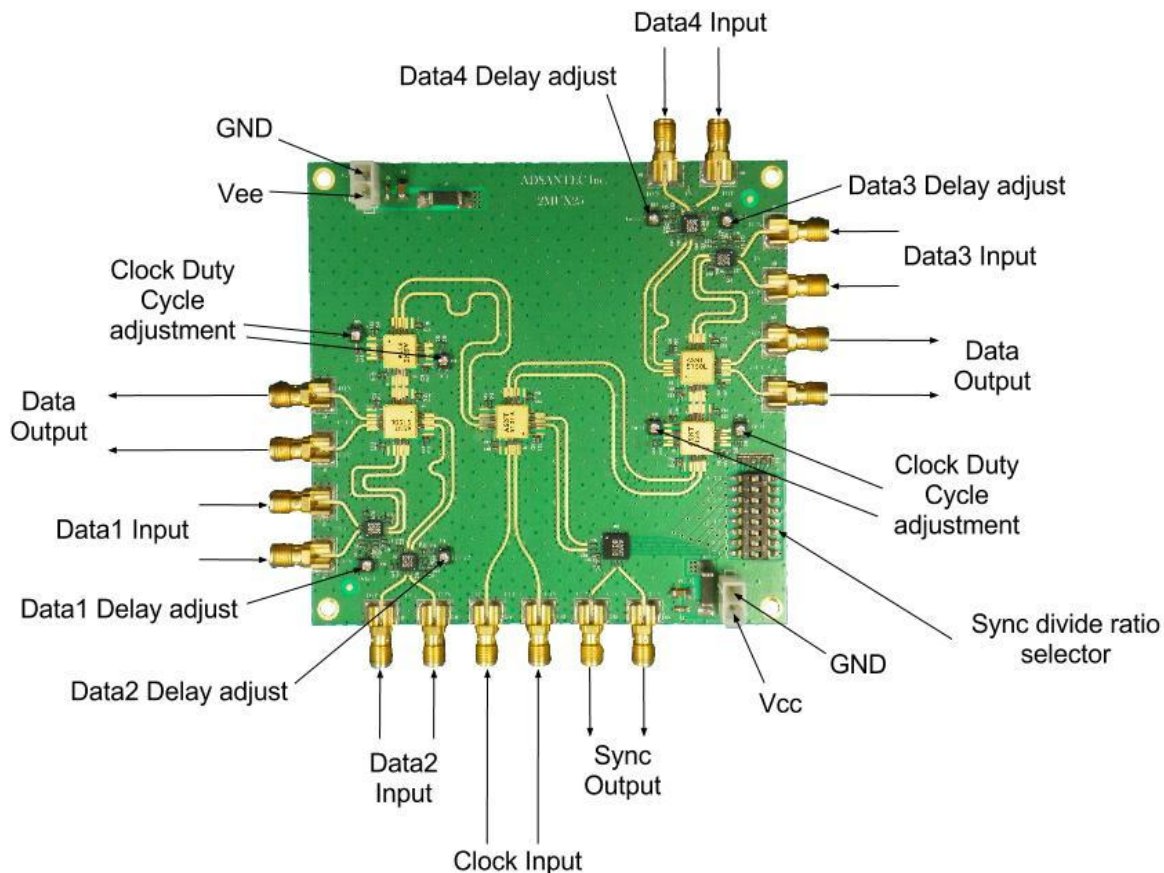 Data4 Input
Data4 Delay adjust
GND
Vee
ADSANTEC Inc.
Data3 Delay adjust
Data3 Input
Clock Duty
Cycle
adjustment
Data
Output
Data
Output
Clock Duty
Cycle
adjustment
Data1 Input
Data1 Delay adjust
Data2 Delay adjust
Sync divide ratio
selector
GND
Vcc
Data2
Input
Sync
Output
Clock Input